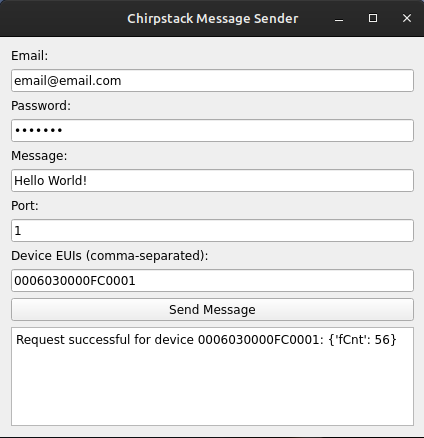 Chirpstack Message Sender
Email:
email@email.com
Password:
•••••••
Message:
Hello World!
Port:
1
Device EUIs (comma-separated):
0006030000FC0001
Send Message
Request successful for device 0006030000FC0001: {'fCnt': 56}